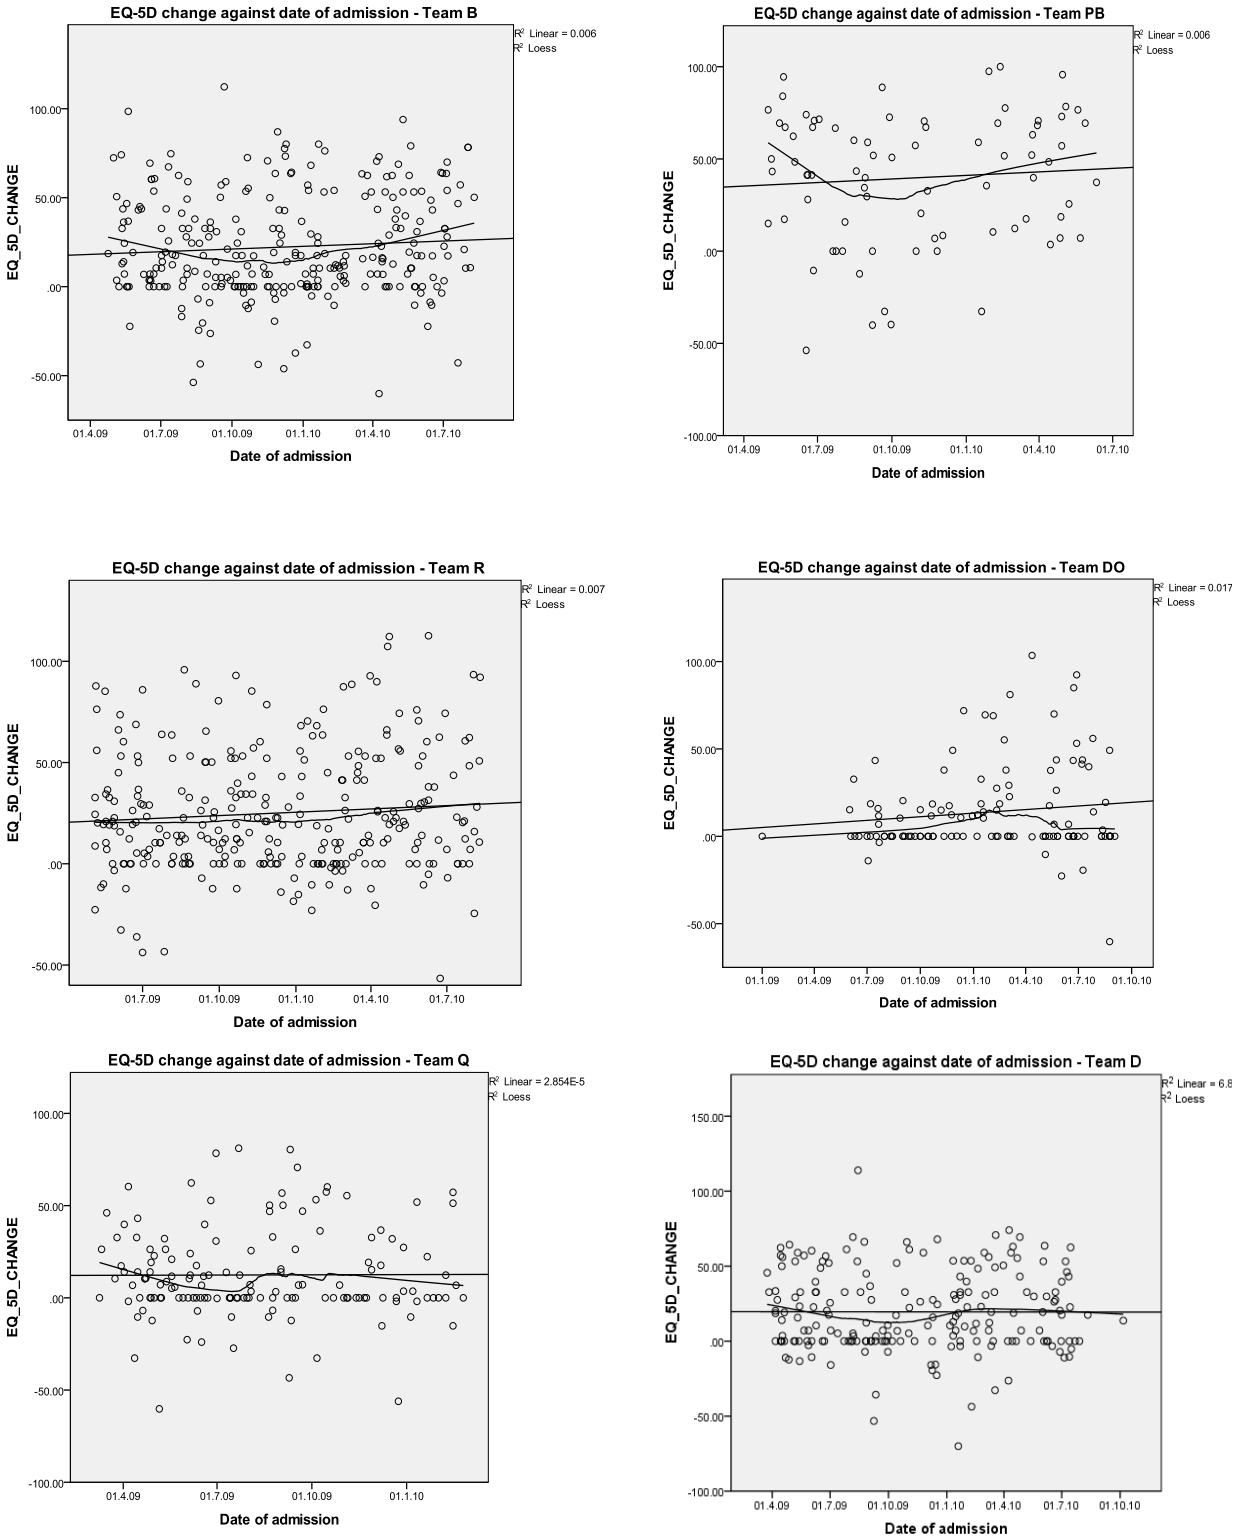 EQ-5D change against date of admission - Team B
R² Linear = 0.006
R² Loess
100.00
50.00
.00
-50.00
EQ_5D_CHANGE
01.4.09 01.7.09 01.10.09 01.1.10 01.4.10 01.7.10
Date of admission
EQ-5D change against date of admission - Team PB
R² Linear = 0.006
R² Loess
100.00
50.00
.00
-50.00
-100.00
EQ_5D_CHANGE
01.4.09 01.7.09 01.10.09 01.1.10 01.4.10 01.7.10
Date of admission
EQ-5D change against date of admission - Team R
R² Linear = 0.007
R² Loess
100.00
50.00
.00
-50.00
EQ_5D_CHANGE
01.7.09 01.10.09 01.1.10 01.4.10 01.7.10
Date of admission
EQ-5D change against date of admission - Team DO
R² Linear = 0.017
R² Loess
100.00
50.00
.00
-50.00
EQ_5D_CHANGE
01.1.09 01.4.09 01.7.09 01.10.09 01.1.10 01.4.10 01.7.10 01.10.10
Date of admission
EQ-5D change against date of admission - Team Q
R² Linear = 2.854E-5
R² Loess
100.00
50.00
.00
-50.00
-100.00
EQ_5D_CHANGE
01.4.09 01.7.09 01.10.09 01.1.10
Date of admission
EQ-5D change against date of admission - Team D
R² Linear = 6.8
R² Loess
150.00
100.00
50.00
.00
-50.00
-100.00
EQ_5D_CHANGE
01.4.09 01.7.09 01.10.09 01.1.10 01.4.10 01.7.10 01.10.10
Date of admission